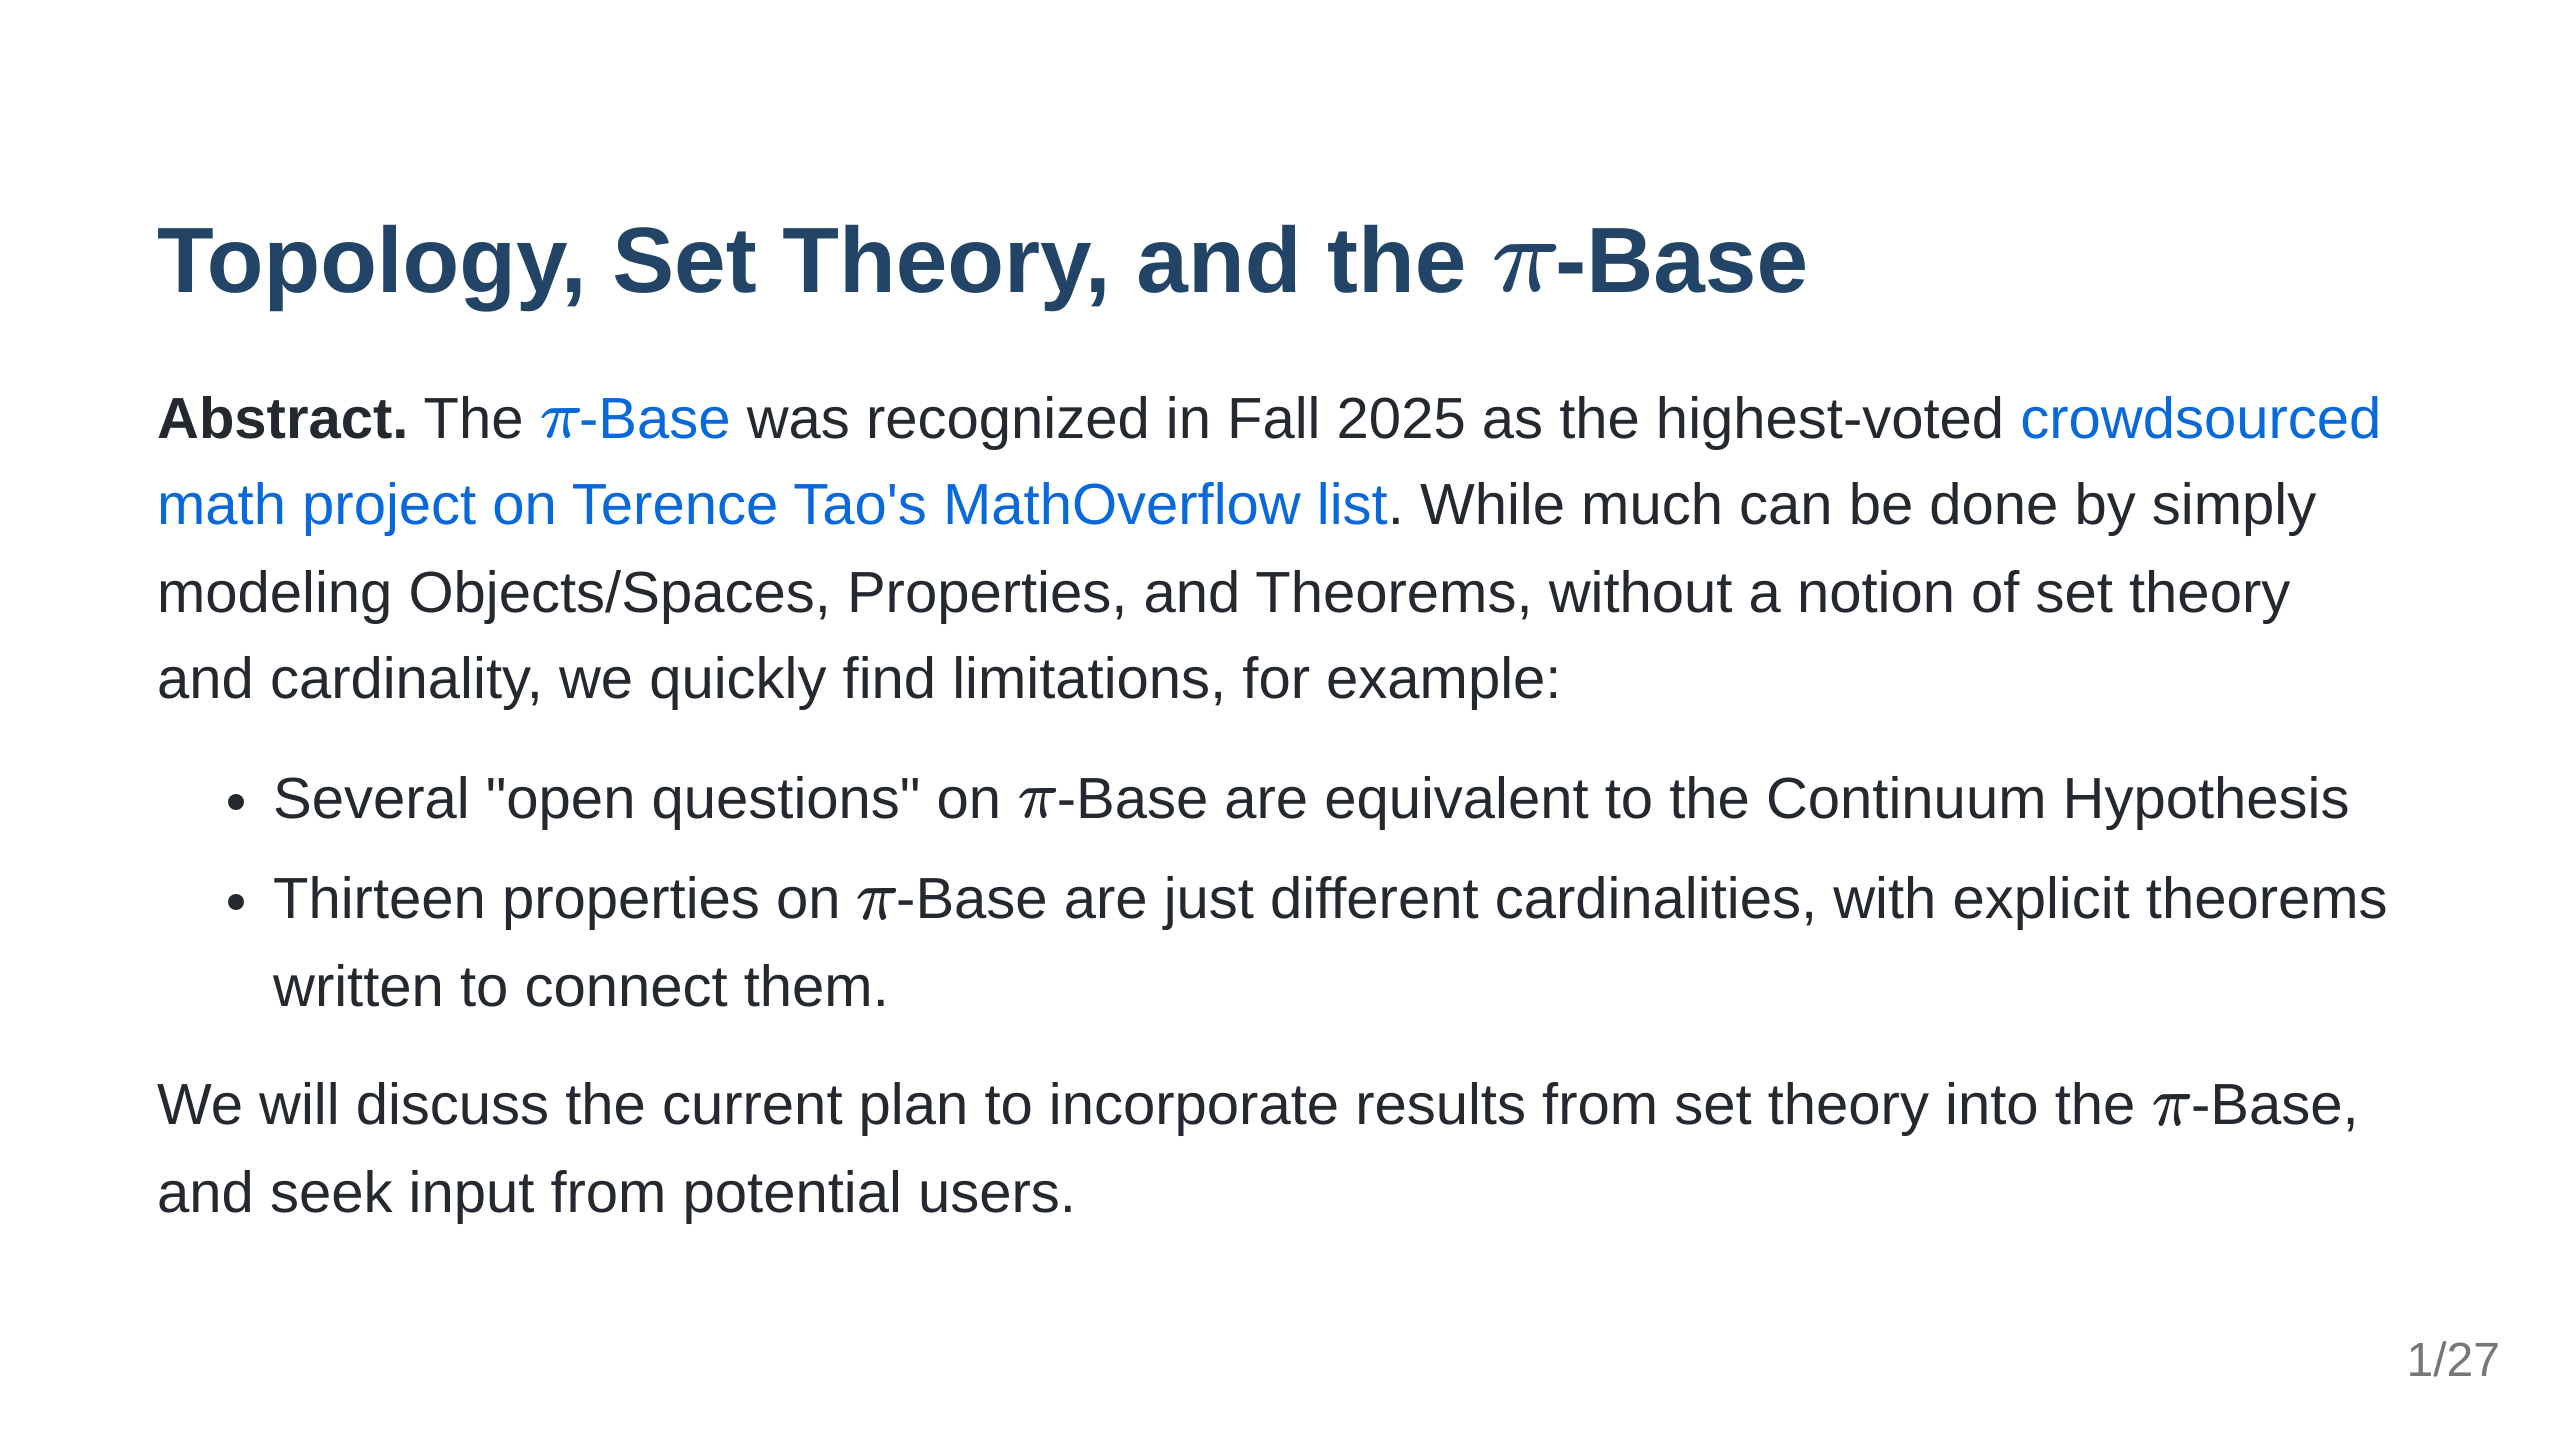 Topology, Set Theory, and the π-Base
Abstract. The π-Base was recognized in Fall 2025 as the highest-voted crowdsourced
math project on Terence Tao's MathOverflow list. While much can be done by simply
modeling Objects/Spaces, Properties, and Theorems, without a notion of set theory
and cardinality, we quickly find limitations, for example:
• Several "open questions" on π-Base are equivalent to the Continuum Hypothesis
• Thirteen properties on π-Base are just different cardinalities, with explicit theorems
written to connect them.
We will discuss the current plan to incorporate results from set theory into the π-Base,
and seek input from potential users.
1/27